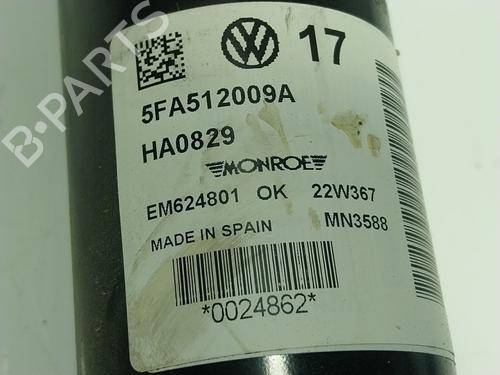 B-PARTS
17
5FA512009A
HA0829
MONROE
EM624801 OK 22W367
MADE IN SPAIN MN3588
*0024862*